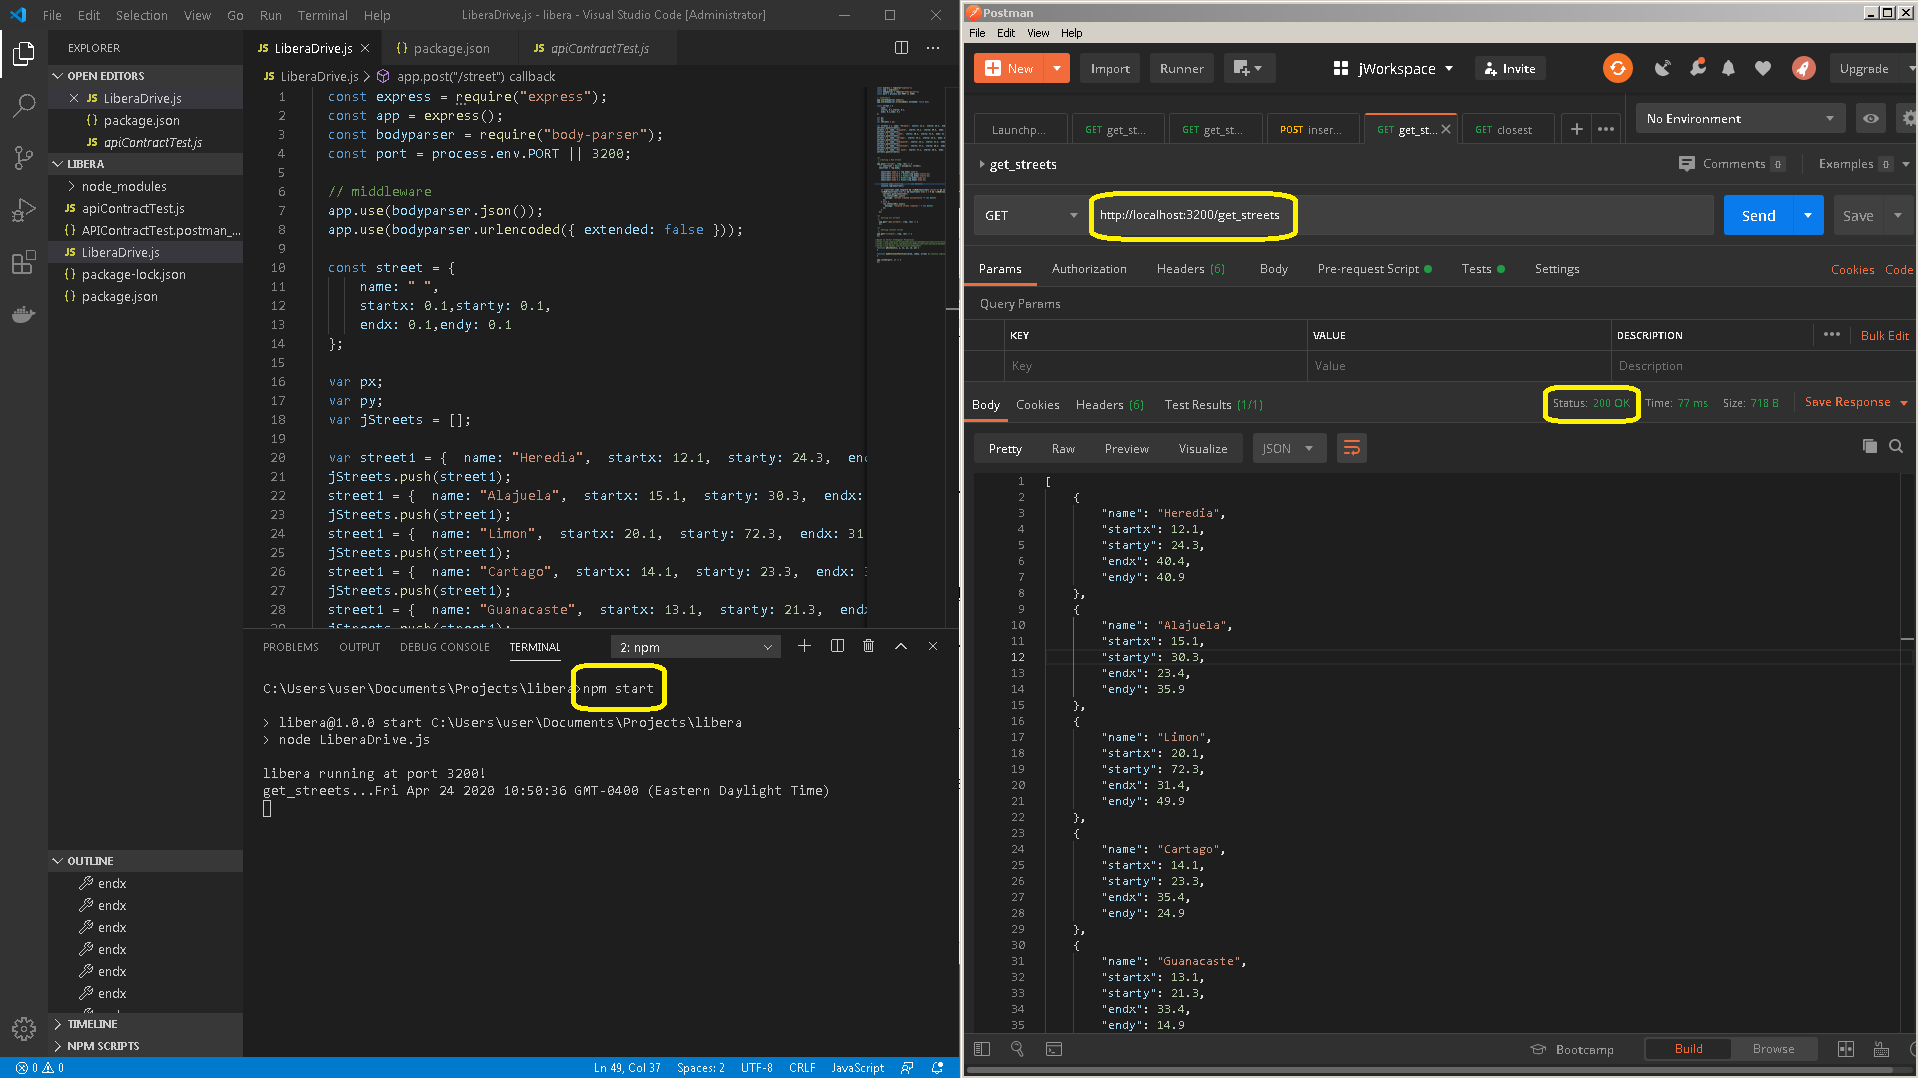 File Edit Selection View Go Run Terminal Help
LiberaDrive.js - libera - Visual Studio Code [Administrator]
EXPLORER
OPEN EDITORS
JS LiberaDrive.js
{} package.json
JS apiContractTest.js
LIBERA
node_modules
JS apiContractTest.js
{} APIContractTest.postman_...
JS LiberaDrive.js
{} package-lock.json
{} package.json
OUTLINE
endx
endx
endx
endx
endx
endx
TIMELINE
NPM SCRIPTS
JS LiberaDrive.js
{} package.json
JS apiContractTest.js
JS LiberaDrive.js > app.post("/street") callback
1 const express = require("express");
2 const app = express();
3 const bodyparser = require("body-parser");
4 const port = process.env.PORT || 3200;
5
6 // middleware
7 app.use(bodyparser.json());
8 app.use(bodyparser.urlencoded({ extended: false }));
9
10 const street = {
11 name: " ",
12 startx: 0.1,starty: 0.1,
13 endx: 0.1,endy: 0.1
14 };
15
16 var px;
17 var py;
18 var jStreets = [];
19
20 var street1 = { name: "Heredia", startx: 12.1, starty: 24.3, en
21 jStreets.push(street1);
22 street1 = { name: "Alajuela", startx: 15.1, starty: 30.3, endx:
23 jStreets.push(street1);
24 street1 = { name: "Limon", startx: 20.1, starty: 72.3, endx: 31
25 jStreets.push(street1);
26 street1 = { name: "Cartago", startx: 14.1, starty: 23.3, endx:
27 jStreets.push(street1);
28 street1 = { name: "Guanacaste", startx: 13.1, starty: 21.3, end
29 jStreets.push(street1);
PROBLEMS OUTPUT DEBUG CONSOLE TERMINAL 2: npm
C:\Users\user\Documents\Projects\libera>npm start
> libera@1.0.0 start C:\Users\user\Documents\Projects\libera
> node LiberaDrive.js
libera running at port 3200!
get_streets...Fri Apr 24 2020 10:50:36 GMT-0400 (Eastern Daylight Time)
0 0 Ln 49, Col 37 Spaces: 2 UTF-8 CRLF JavaScript
Postman
File Edit View Help
New Import Runner jWorkspace Invite Upgrade
Launchp... GET get_st... GET get_st... POST inser... GET get_st... GET closest
No Environment
get_streets
Comments 0 Examples 0
GET http://localhost:3200/get_streets Send Save
Params Authorization Headers (6) Body Pre-request Script Tests Settings Cookies Code
Query Params
KEY VALUE DESCRIPTION Bulk Edit
Key Value Description
Body Cookies Headers (6) Test Results (1/1) Status: 200 OK Time: 77 ms Size: 718 B Save Response
Pretty Raw Preview Visualize JSON
1 [
2 {
3 "name": "Heredia",
4 "startx": 12.1,
5 "starty": 24.3,
6 "endx": 40.4,
7 "endy": 40.9
8 },
9 {
10 "name": "Alajuela",
11 "startx": 15.1,
12 "starty": 30.3,
13 "endx": 23.4,
14 "endy": 35.9
15 },
16 {
17 "name": "Limon",
18 "startx": 20.1,
19 "starty": 72.3,
20 "endx": 31.4,
21 "endy": 49.9
22 },
23 {
24 "name": "Cartago",
25 "startx": 14.1,
26 "starty": 23.3,
27 "endx": 35.4,
28 "endy": 24.9
29 },
30 {
31 "name": "Guanacaste",
32 "startx": 13.1,
33 "starty": 21.3,
34 "endx": 33.4,
35 "endy": 14.9
Bootcamp Build Browse